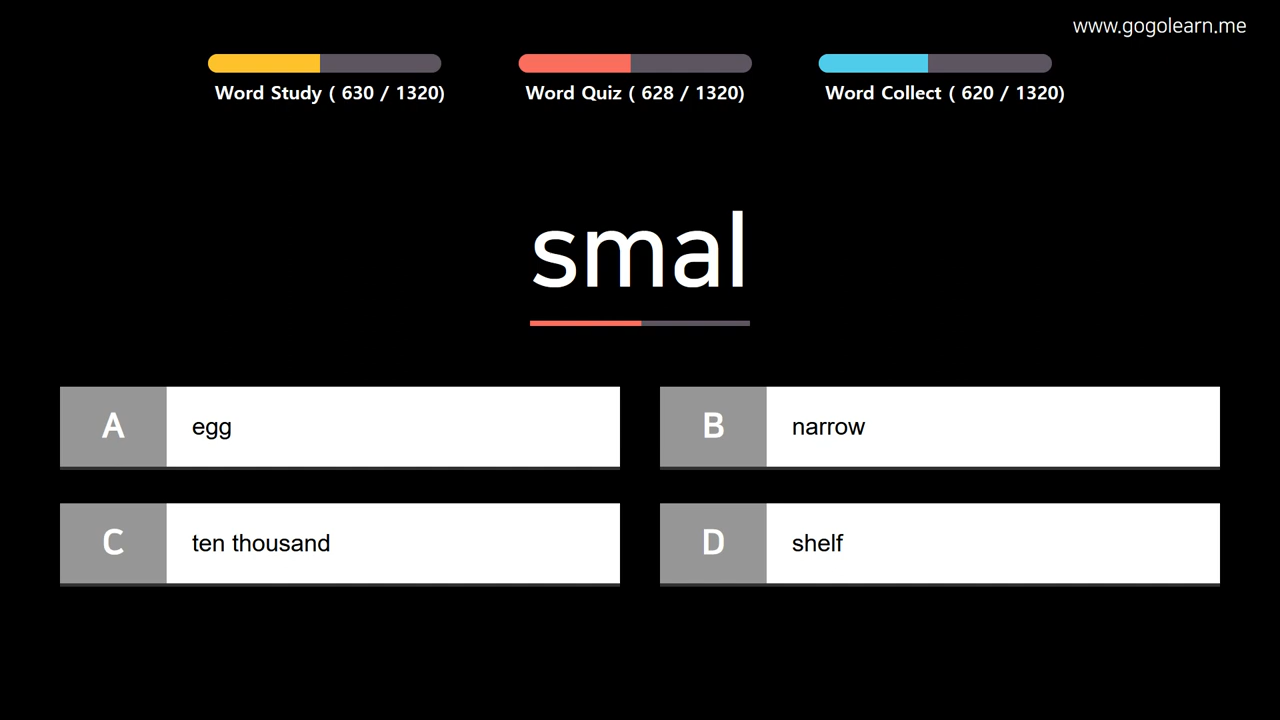 www.gogolearn.me
Word Study ( 630 / 1320)
Word Quiz ( 628 / 1320)
Word Collect ( 620 / 1320)
smal
A
egg
B
narrow
C
ten thousand
D
shelf